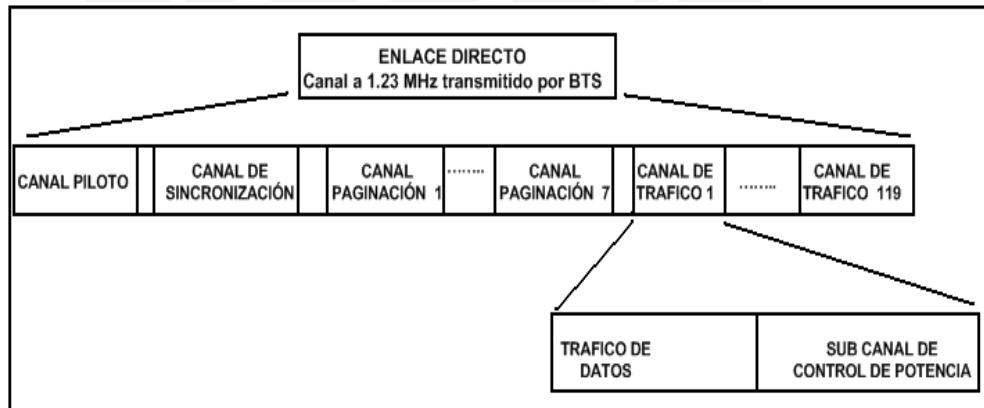 ENLACE DIRECTO
Canal a 1.23 MHz transmitido por BTS
CANAL PILOTO
CANAL DE
SINCRONIZACIÓN
CANAL
PAGINACIÓN 1
........
CANAL
PAGINACIÓN 7
CANAL DE
TRAFICO 1
........
CANAL DE
TRAFICO 119
TRAFICO DE
DATOS
SUB CANAL DE
CONTROL DE POTENCIA